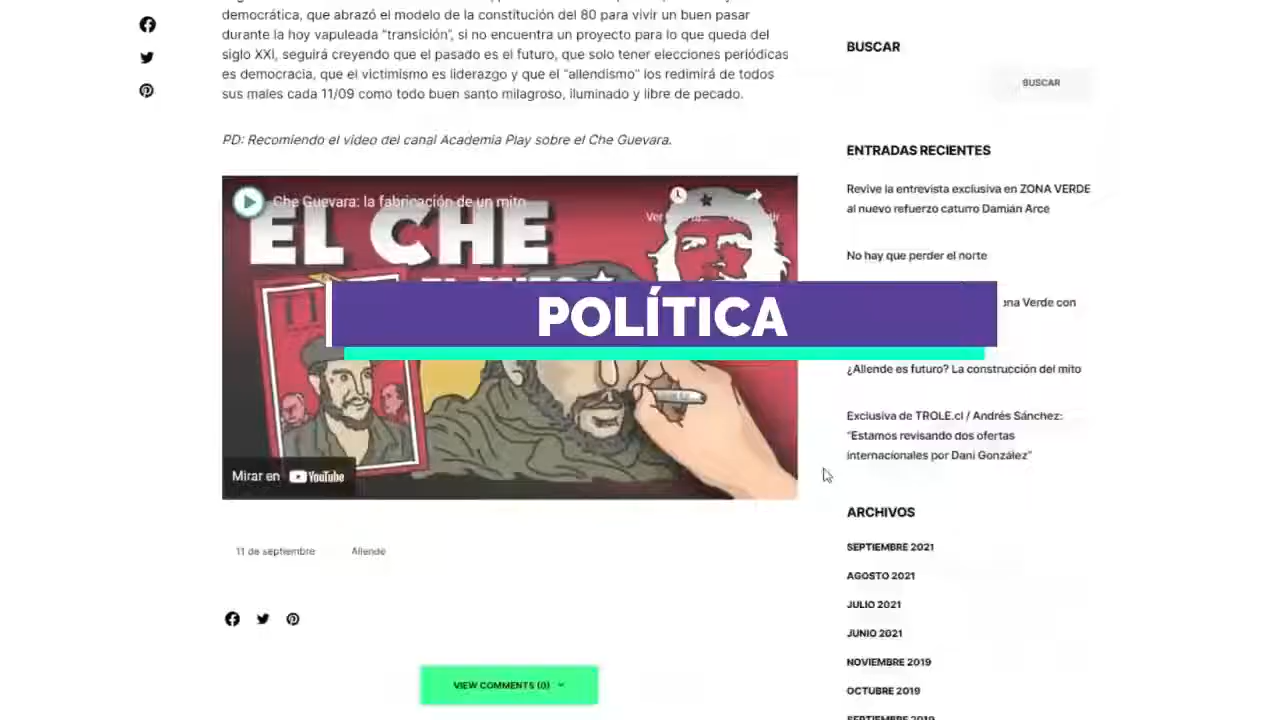 democrática, que abrazó el modelo de la constitución del 80 para vivir un buen pasar
durante la hoy vapuleada "transición", si no encuentra un proyecto para lo que queda del
siglo XXI, seguirá creyendo que el pasado es el futuro, que solo tener elecciones periódicas
es democracia, que el victimismo es liderazgo y que el "allendismo" los redimirá de todos
sus males cada 11/09 como todo buen santo milagroso, iluminado y libre de pecado.
PD: Recomiendo el video del canal Academia Play sobre el Che Guevara.
Che Guevara: la fabricación de un mito
Ver
EL CHE
POLÍTICA
Mirar en YouTube
11 de septiembre
Allende
VIEW COMMENTS (0)
BUSCAR
BUSCAR
ENTRADAS RECIENTES
Revive la entrevista exclusiva en ZONA VERDE
al nuevo refuerzo caturro Damián Arce
No hay que perder el norte
ona Verde con
¿Allende es futuro? La construcción del mito
Exclusiva de TROLE.cl / Andrés Sánchez:
"Estamos revisando dos ofertas
internacionales por Dani González"
ARCHIVOS
SEPTIEMBRE 2021
AGOSTO 2021
JULIO 2021
JUNIO 2021
NOVIEMBRE 2019
OCTUBRE 2019
SEPTIEMBRE 2019